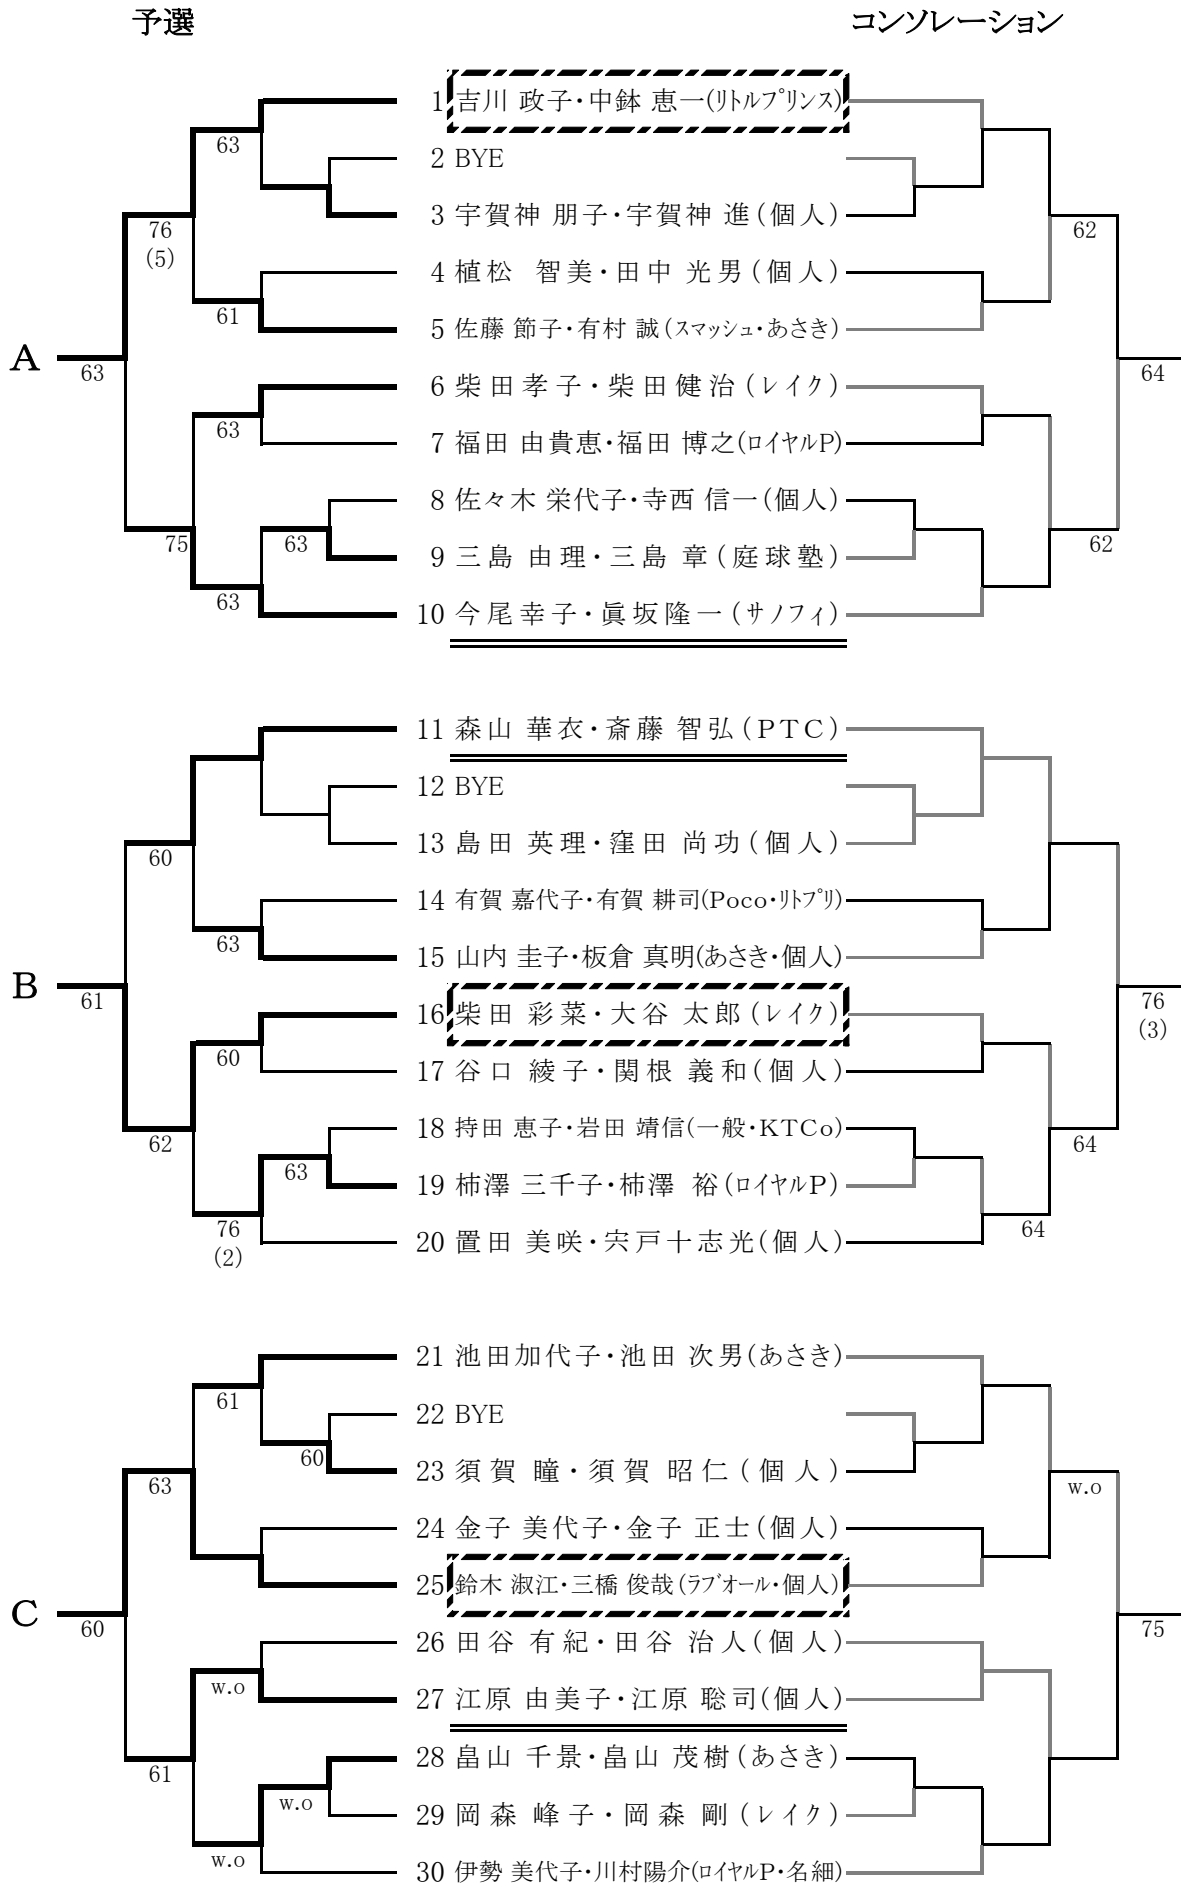 予選 コンソレーション
1 吉川 政子・中鉢 恵一(リトルプリンス)
63
2 BYE
3 宇賀神 朋子・宇賀神 進(個人)
76 62
(5)
4 植松 智美・田中 光男(個人)
61
5 佐藤 節子・有村 誠(スマッシュ・あさき)
A 63 64
6 柴田孝子・柴田健治(レイク)
63
7 福田 由貴恵・福田 博之(ロイヤルP)
8 佐々木 栄代子・寺西 信一(個人)
75 63 62
9 三島 由理・三島 章(庭球塾)
63
10 今尾幸子・眞坂隆一(サノフィ)
11 森山 華衣・斎藤 智弘(PTC)
12 BYE
13 島田 英理・窪田 尚功(個人)
60
14 有賀 嘉代子・有賀 耕司(Poco・リトプリ)
63
15 山内 圭子・板倉 真明(あさき・個人)
B 61 76
(3)
16 柴田 彩菜・大谷 太郎(レイク)
60
17 谷口 綾子・関根 義和(個人)
18 持田 恵子・岩田 靖信(一般・KTCo)
62 63 64
19 柿澤 三千子・柿澤 裕(ロイヤルP)
76 64
(2)
20 置田 美咲・宍戸十志光(個人)
21 池田加代子・池田 次男(あさき)
61
22 BYE
60
23 須賀 瞳・須賀 昭仁(個人)
63 w.o
24 金子 美代子・金子 正士(個人)
25 鈴木 淑江・三橋 俊哉(ラブオール・個人)
C 60 75
26 田谷 有紀・田谷 治人(個人)
w.o
27 江原 由美子・江原 聡司(個人)
28 畠山 千景・畠山 茂樹(あさき)
61 w.o
29 岡森 峰子・岡森 剛(レイク)
w.o
30 伊勢 美代子・川村陽介(ロイヤルP・名細)